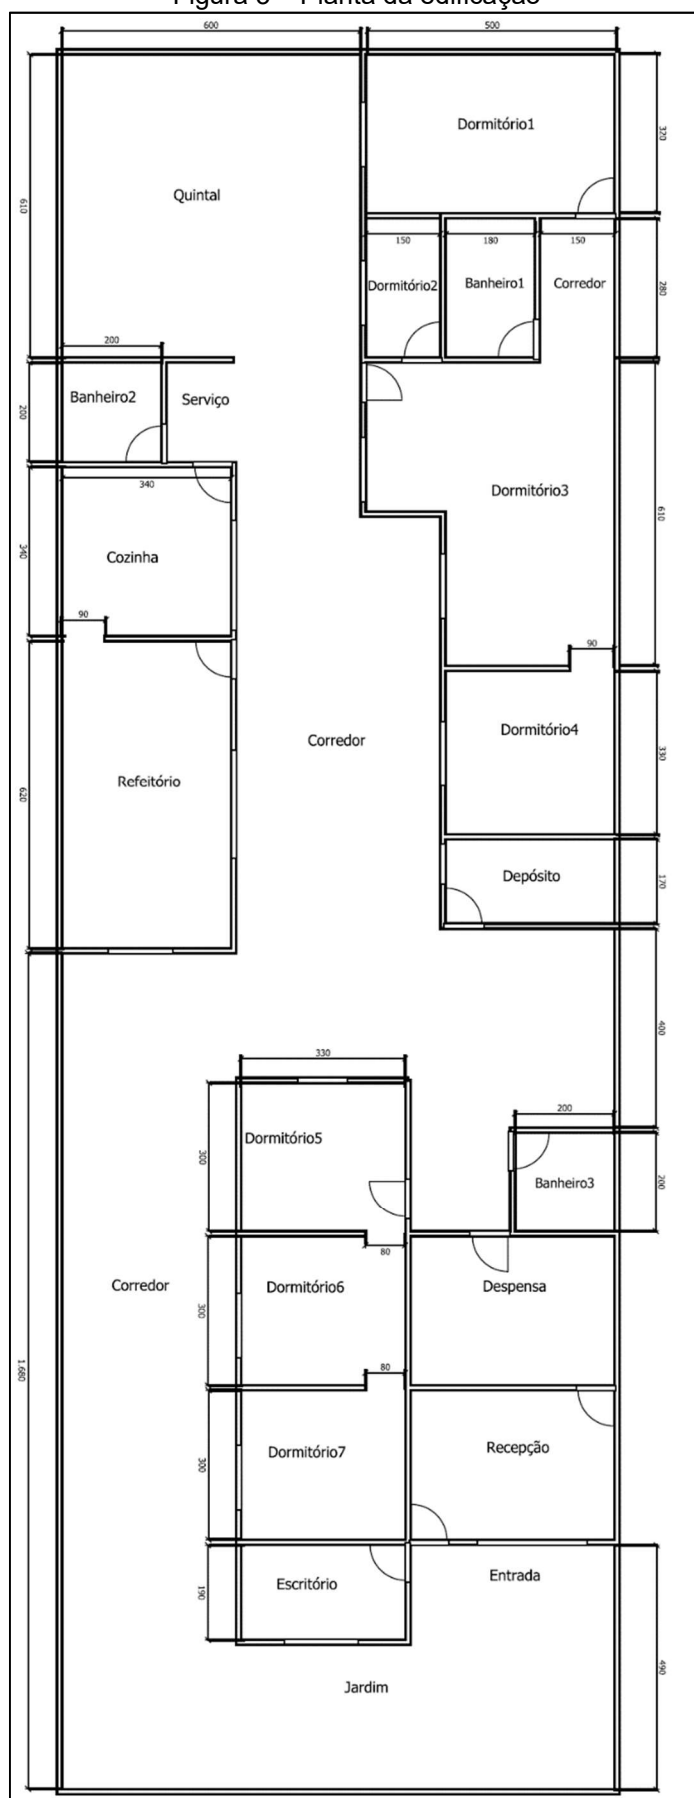 Figura 3 – Planta da edificação
600
500
Dormitório1
320
Quintal
610
150
180
150
Dormitório2
Banheiro1
Corredor
280
200
Banheiro2
Serviço
200
340
Dormitório3
610
Cozinha
340
90
90
Dormitório4
Corredor
330
Refeitório
620
Depósito
170
400
330
200
Dormitório5
300
Banheiro3
200
80
Corredor
Dormitório6
Despensa
300
80
1.680
Dormitório7
Recepção
300
Entrada
Escritório
190
490
Jardim